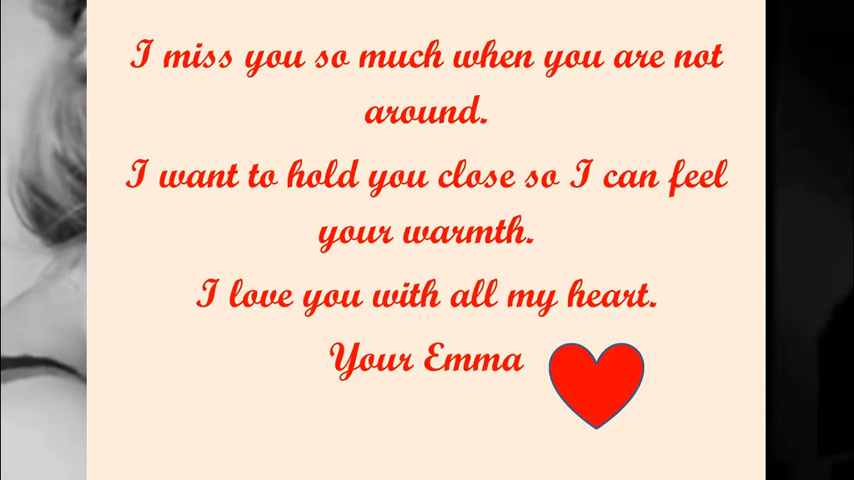 I miss you so much when you are not
around.
I want to hold you close so I can feel
your warmth.
I love you with all my heart.
Your Emma